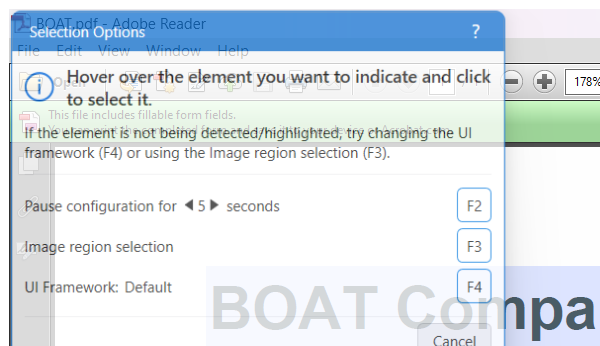 BOAT.pdf - Adobe Reader
Selection Options
?
File Edit View Window Help
Hover over the element you want to indicate and click
to select it.
Open
178%
This file includes fillable form fields.
If the element is not being detected/highlighted, try changing the UI
framework (F4) or using the Image region selection (F3).
Pause configuration for 5 seconds
F2
Image region selection
F3
UI Framework: Default
F4
BOAT Compa
Cancel